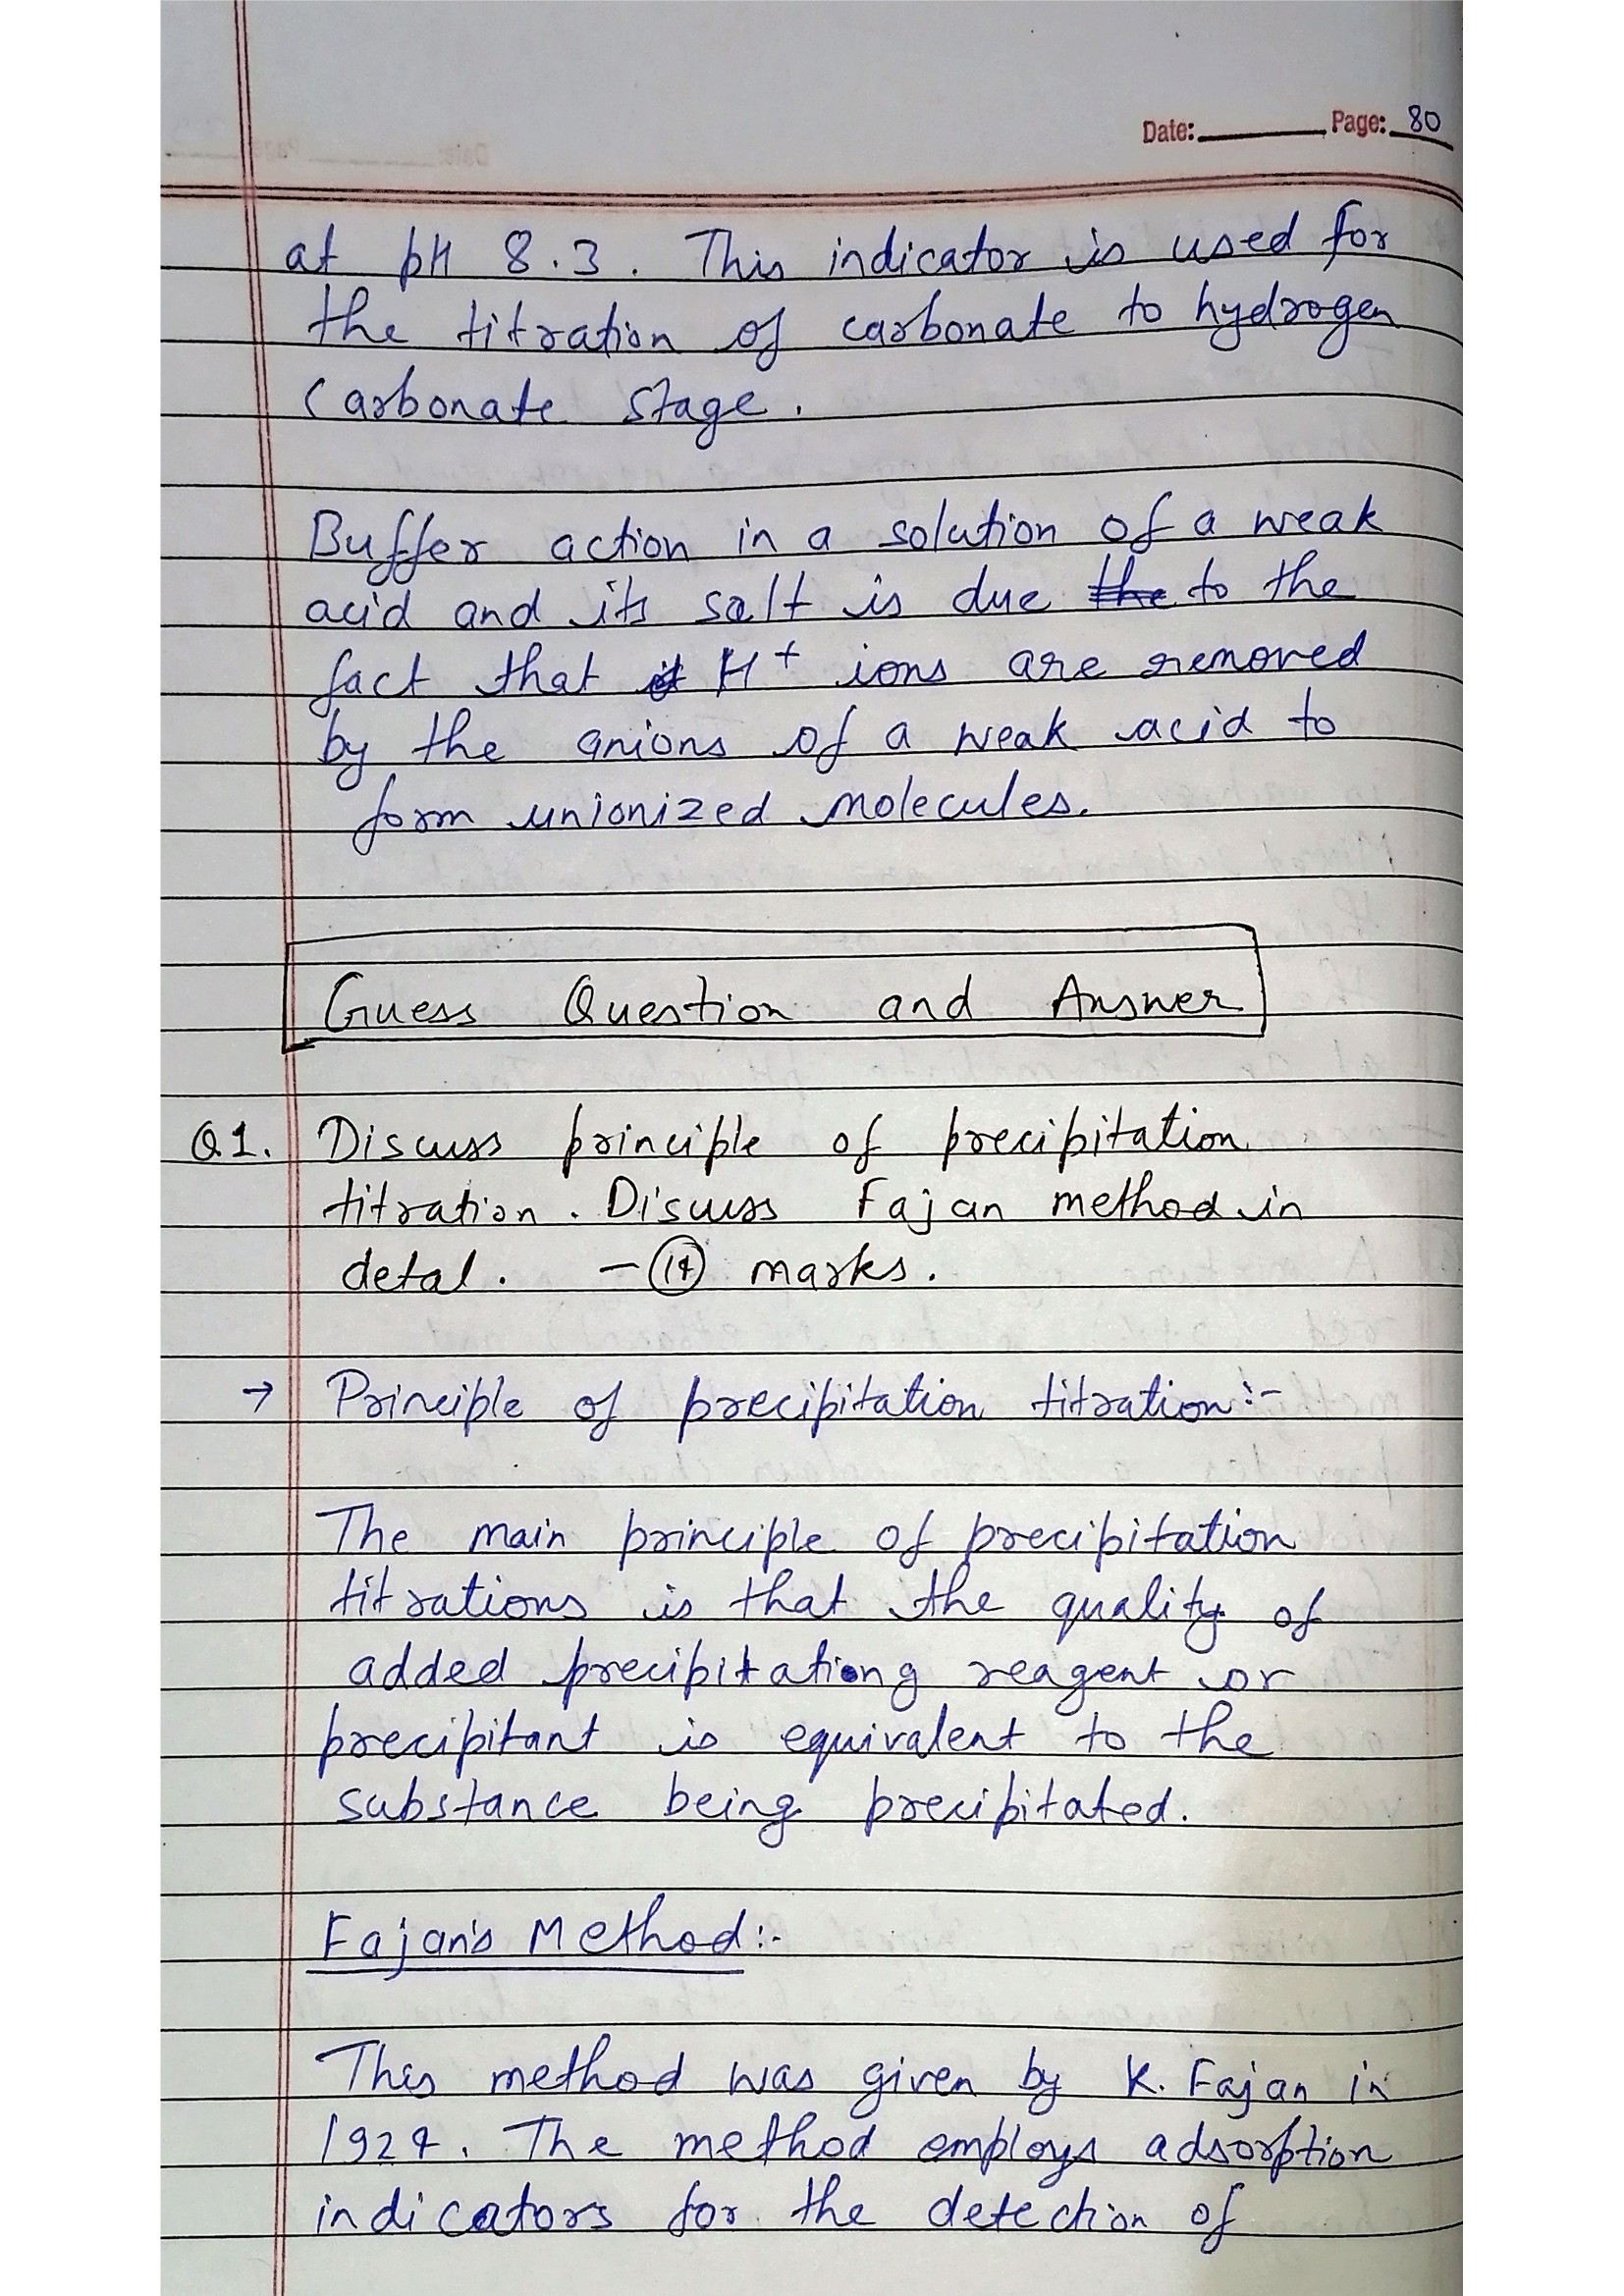 Date: Page: 80
at pH 8.3. This indicator is used for
the titration of carbonate to hydrogen
carbonate stage.
Buffer action in a solution of a weak
acid and its salt is due the to the
fact that H+ ions are removed
by the anions of a weak acid to
form unionized molecules.
Guess Question and Answer
Q1. Discuss principle of precipitation
titration. Discuss Fajan method in
detal. - 14 marks.
→ Principle of precipitation titration:-
The main principle of precipitation
titrations is that the quality of
added precipitationg reagent or
precipitant is equivalent to the
substance being precipitated.
Fajan's Method:-
This method was given by K. Fajan in
1924. The method employs adsorption
indicators for the detection of